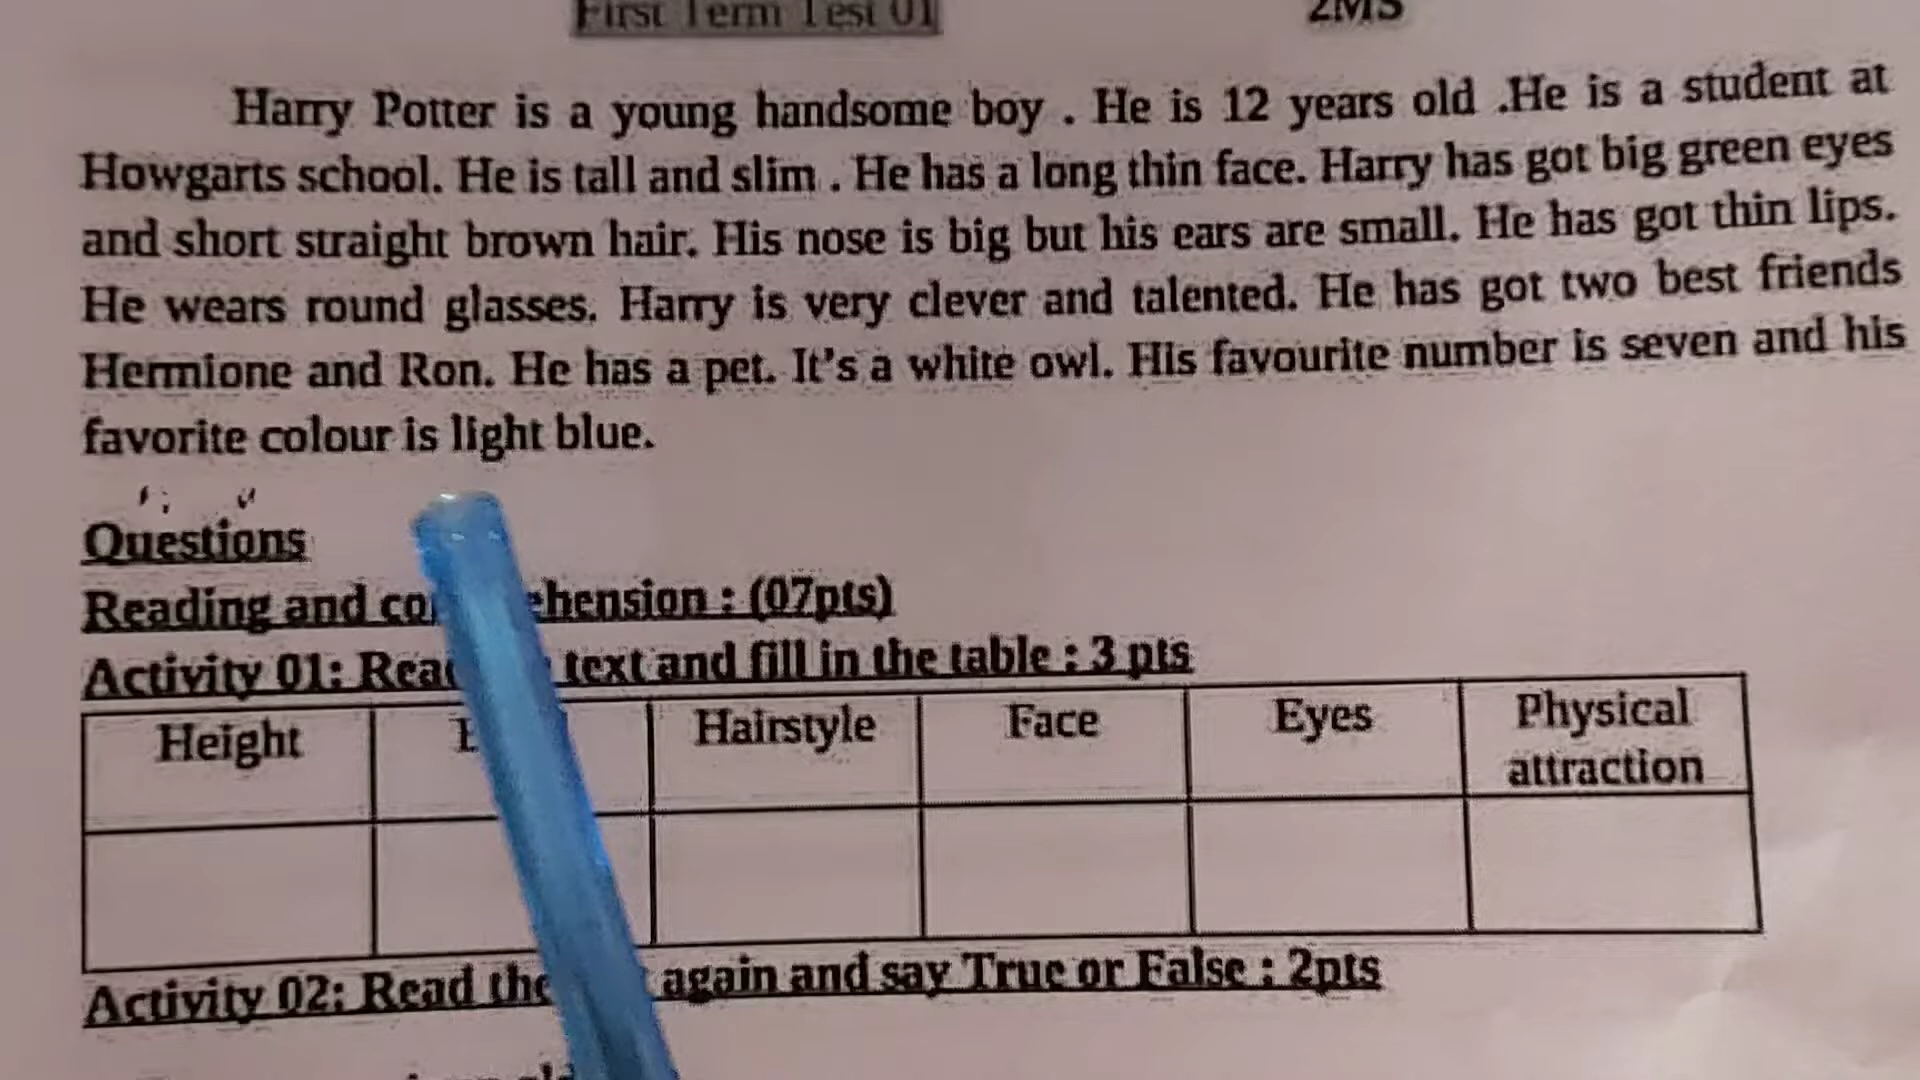 First Term Test 01 2MS
Harry Potter is a young handsome boy . He is 12 years old .He is a student at
Howgarts school. He is tall and slim . He has a long thin face. Harry has got big green eyes
and short straight brown hair. His nose is big but his ears are small. He has got thin lips.
He wears round glasses. Harry is very clever and talented. He has got two best friends
Hermione and Ron. He has a pet. It's a white owl. His favourite number is seven and his
favorite colour is light blue.
Questions
Reading and : (07pts)
Activity 01: text and fill in the table : 3 pts
Height Hairstyle Face Eyes Physical
attraction
Activity 02: Read the again and say True or False : 2pts